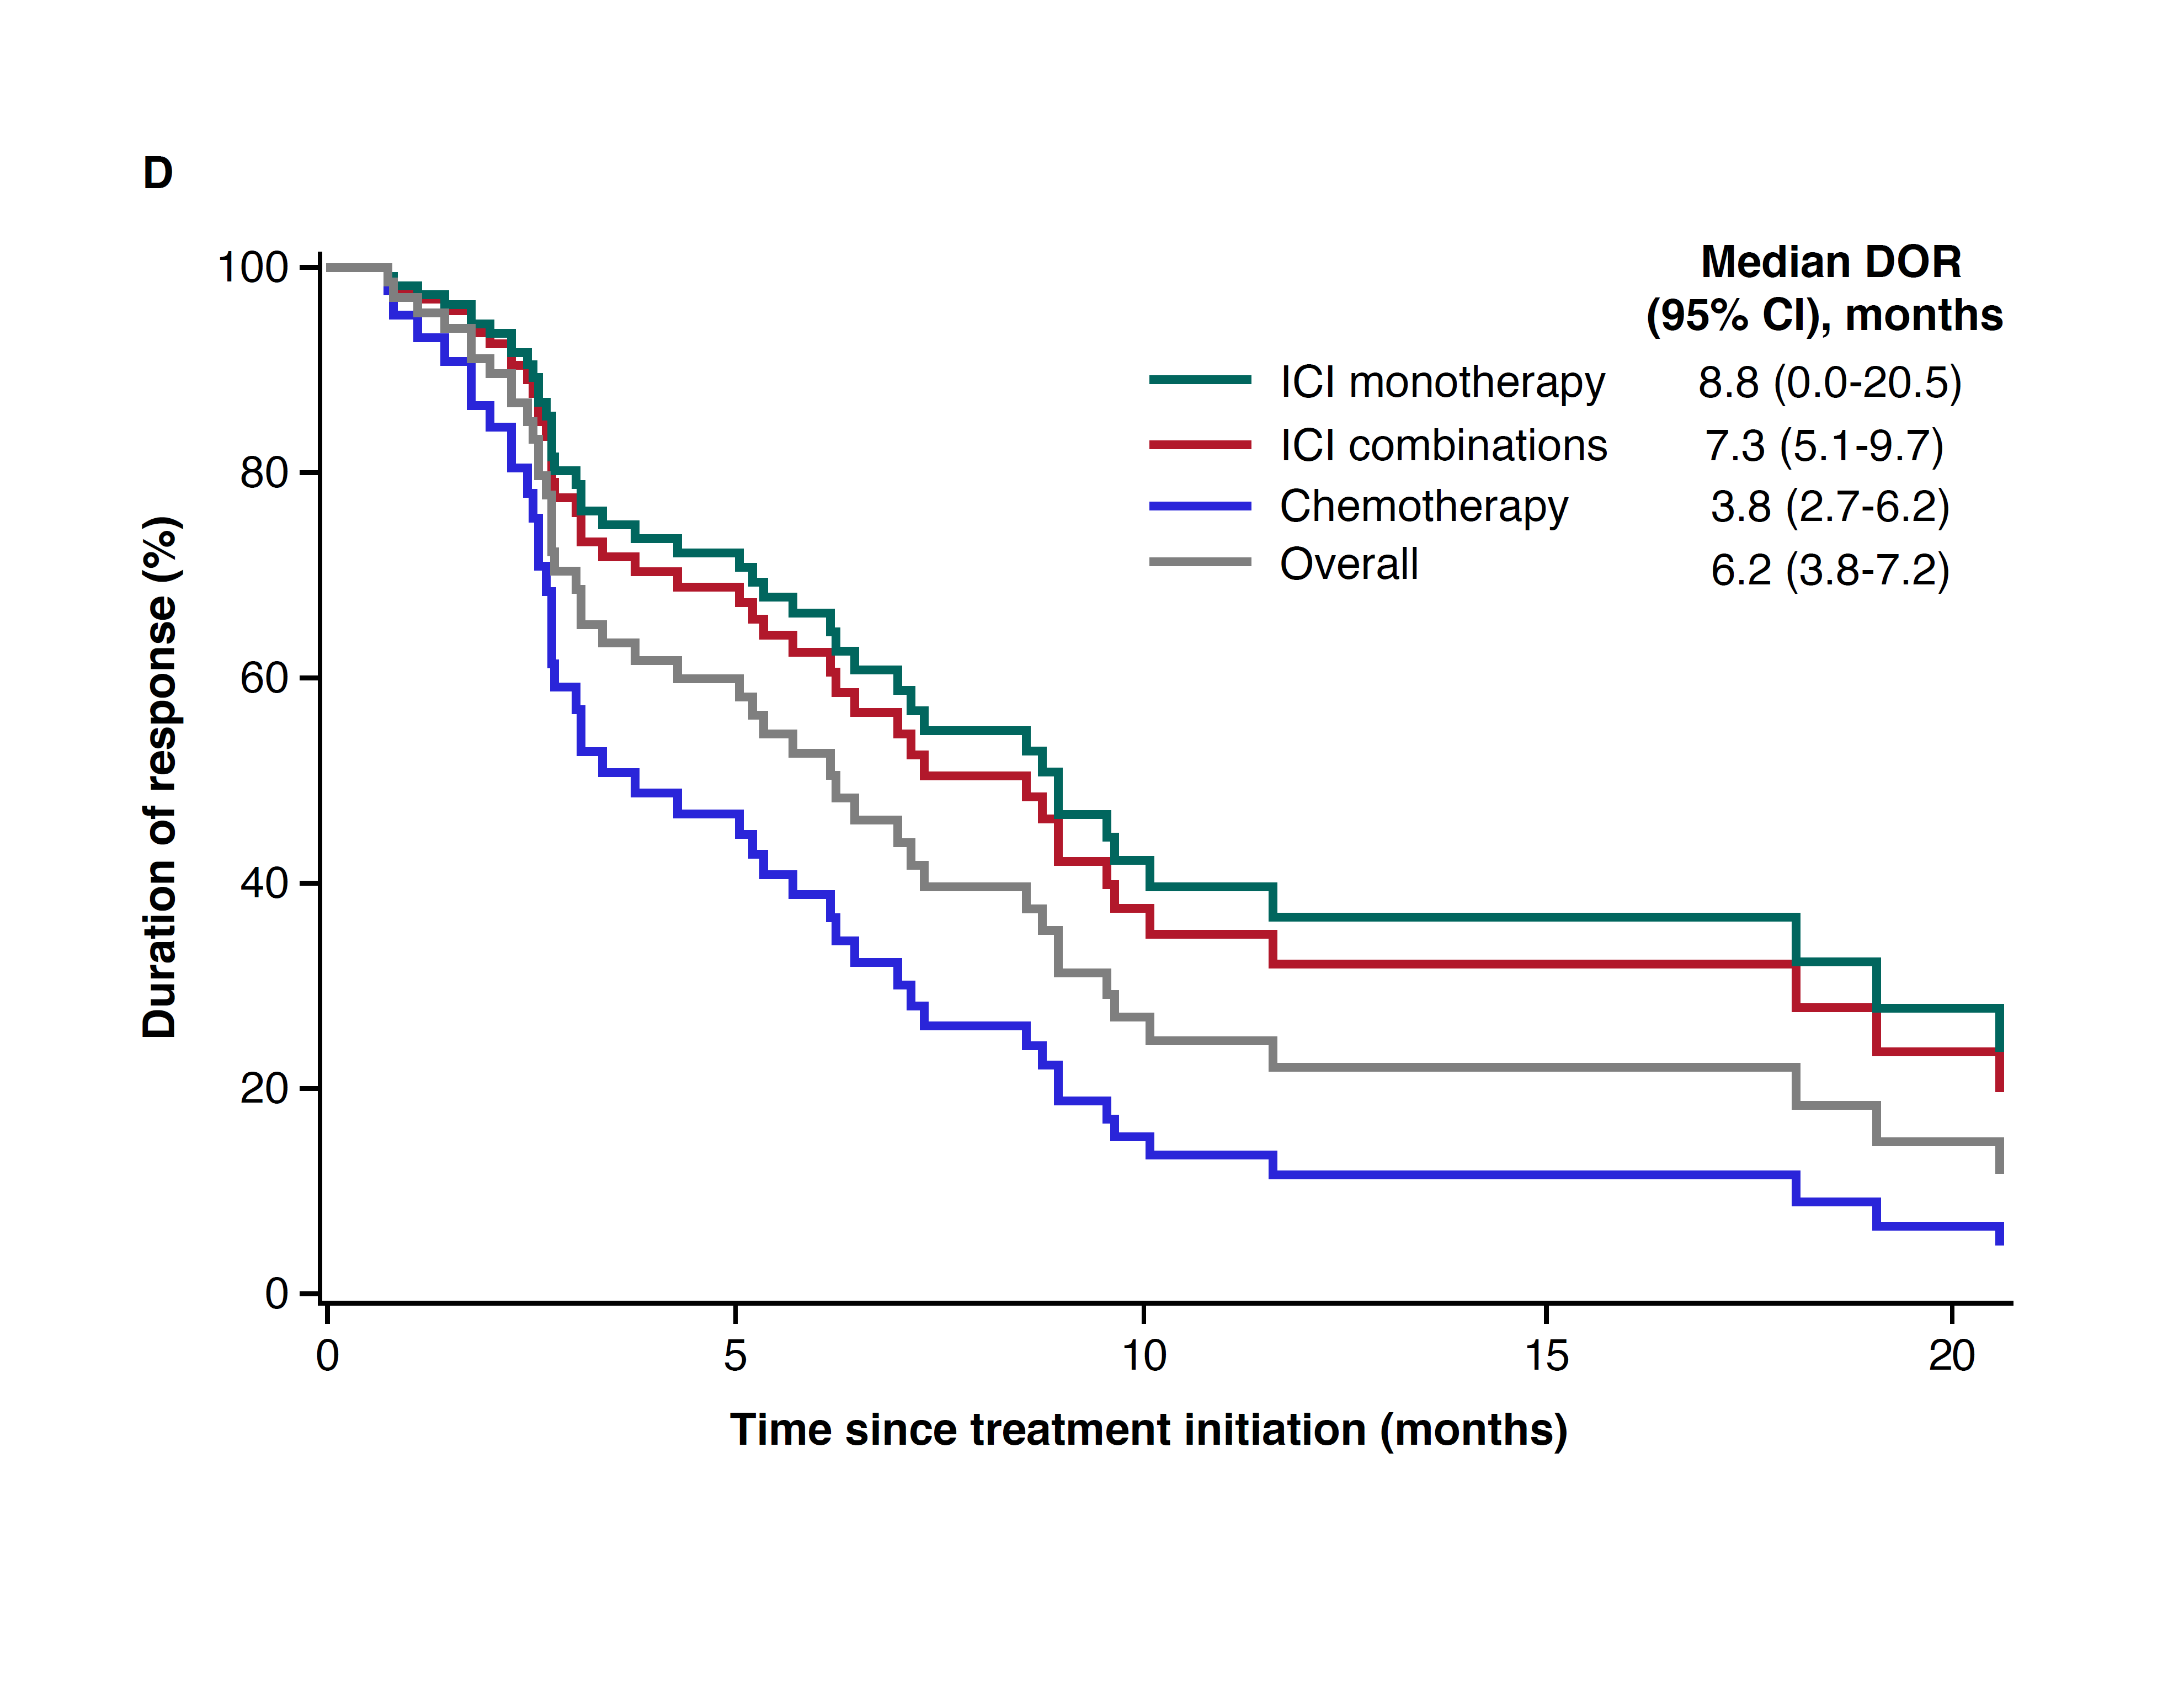 D
Median DOR
(95% CI), months
ICI monotherapy 8.8 (0.0-20.5)
ICI combinations 7.3 (5.1-9.7)
Chemotherapy 3.8 (2.7-6.2)
Overall 6.2 (3.8-7.2)
Duration of response (%)
100
80
60
40
20
0
0 5 10 15 20
Time since treatment initiation (months)